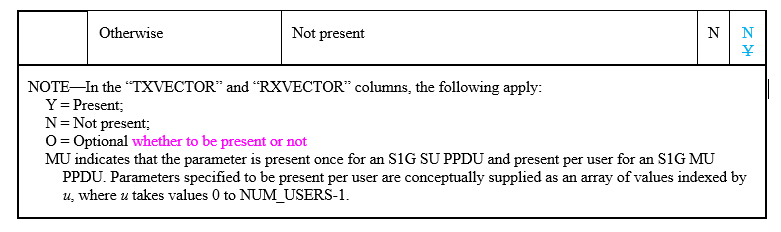 Otherwise Not present N N
Y
NOTE—In the “TXVECTOR” and “RXVECTOR” columns, the following apply:
Y = Present;
N = Not present;
O = Optional whether to be present or not
MU indicates that the parameter is present once for an S1G SU PPDU and present per user for an S1G MU
PPDU. Parameters specified to be present per user are conceptually supplied as an array of values indexed by
u, where u takes values 0 to NUM_USERS-1.